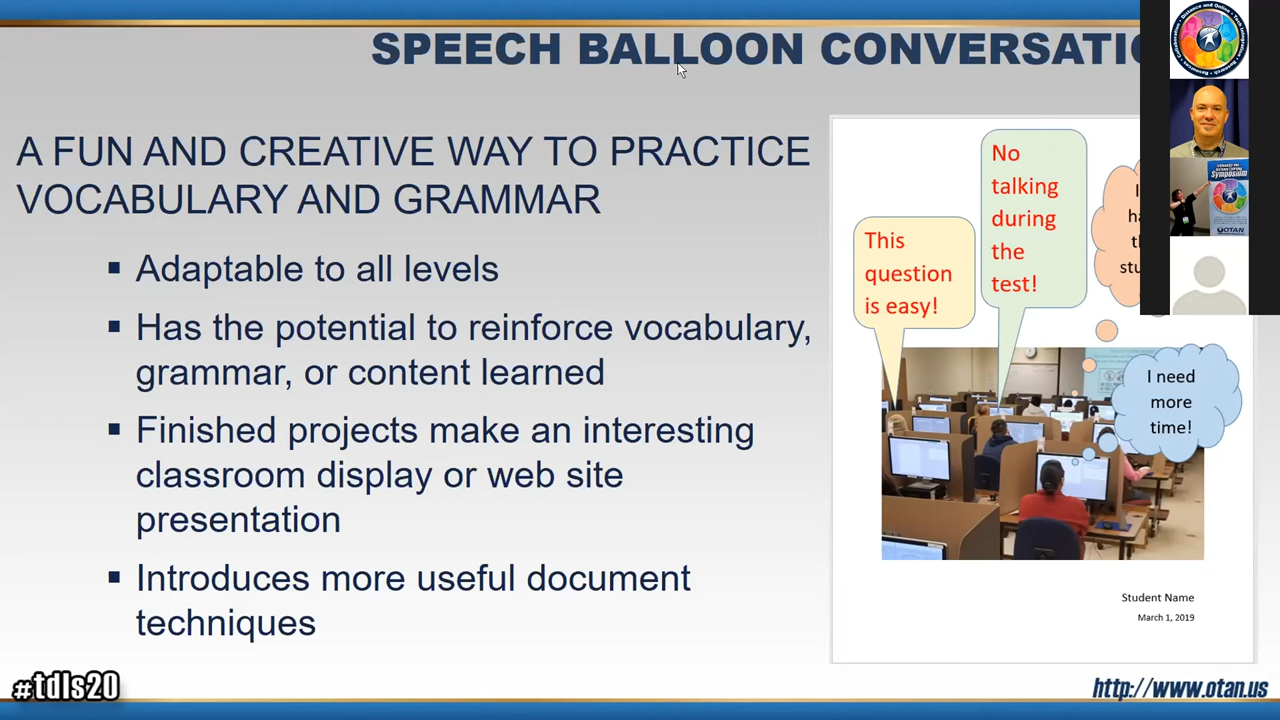 SPEECH BALLOON
A FUN AND CREATIVE WAY TO PRACTICE
VOCABULARY AND GRAMMAR
Adaptable to all levels
Has the potential to reinforce vocabulary,
grammar, or content learned
Finished projects make an interesting
classroom display or web site
presentation
Introduces more useful document
techniques
This
question
is easy!
No
talking
during
the
test!
I need
more
time!
Student Name
March 1, 2019
Symposium
OTAN
#tdls20
http://www.otan.us